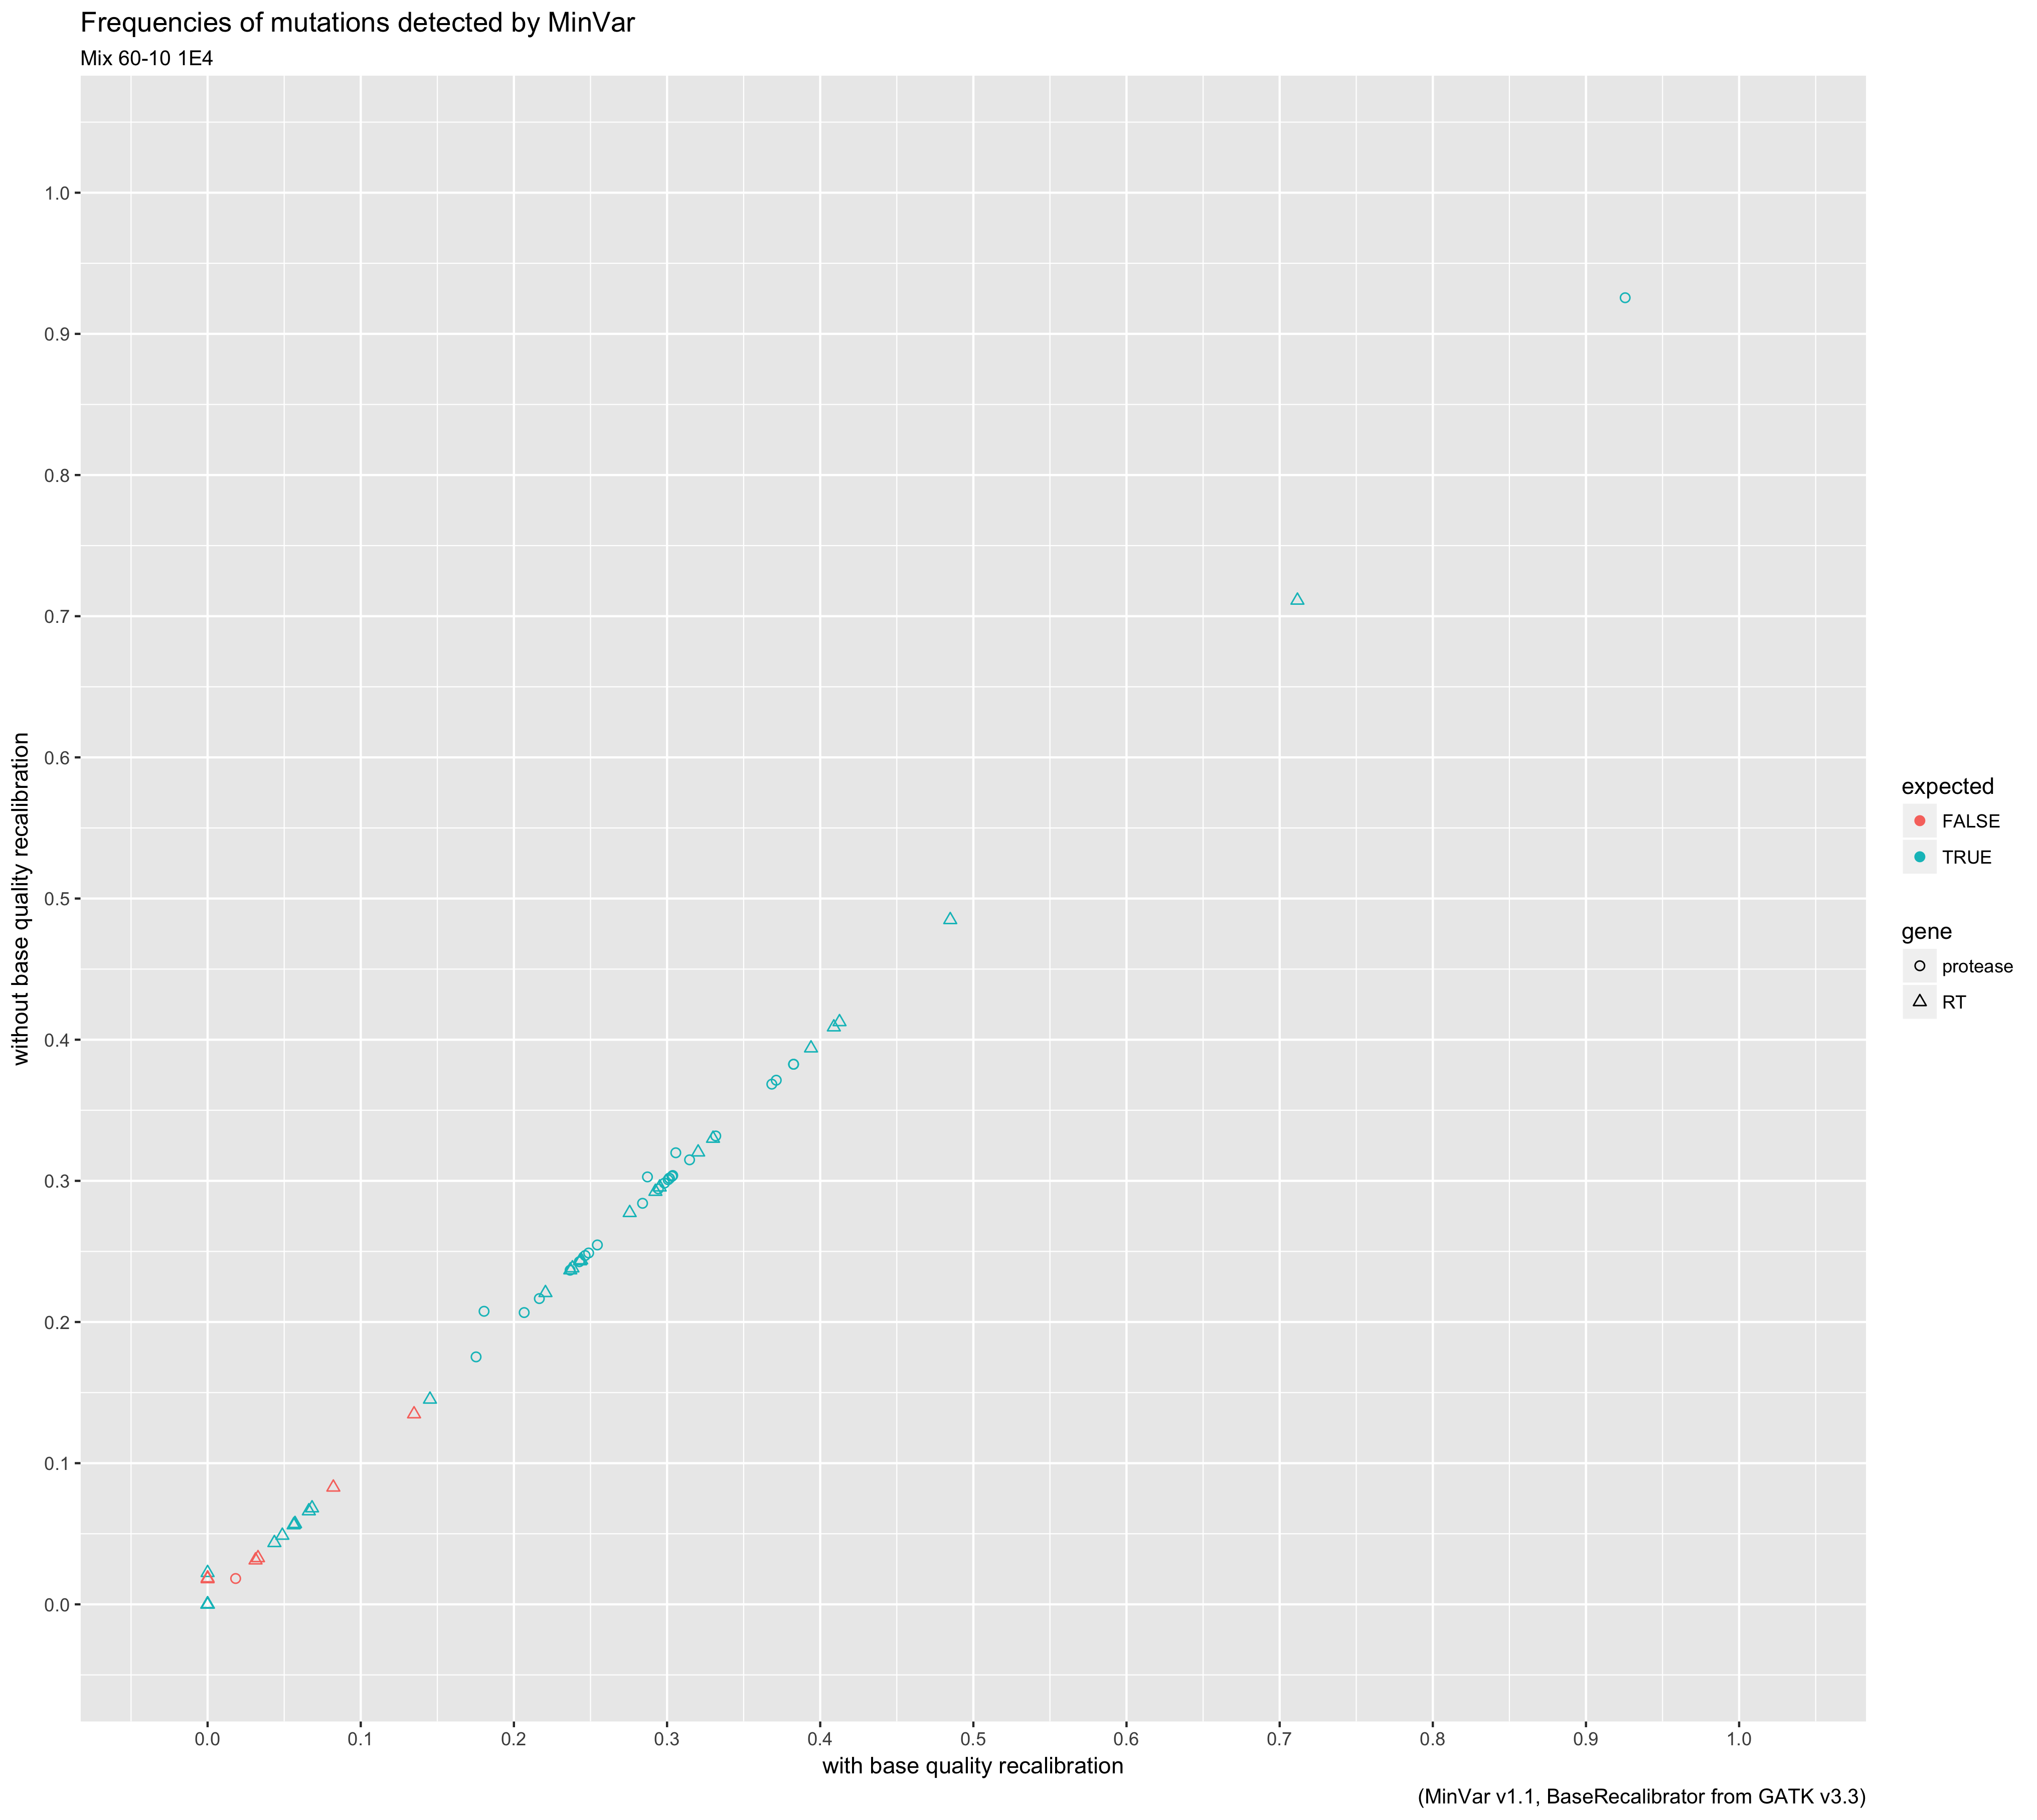 Frequencies of mutations detected by MinVar
Mix 60-10 1E4
without base quality recalibration
1.0
0.9
0.8
0.7
0.6
0.5
0.4
0.3
0.2
0.1
0.0
0.0 0.1 0.2 0.3 0.4 0.5 0.6 0.7 0.8 0.9 1.0
with base quality recalibration
(MinVar v1.1, BaseRecalibrator from GATK v3.3)
expected
FALSE
TRUE
gene
protease
RT